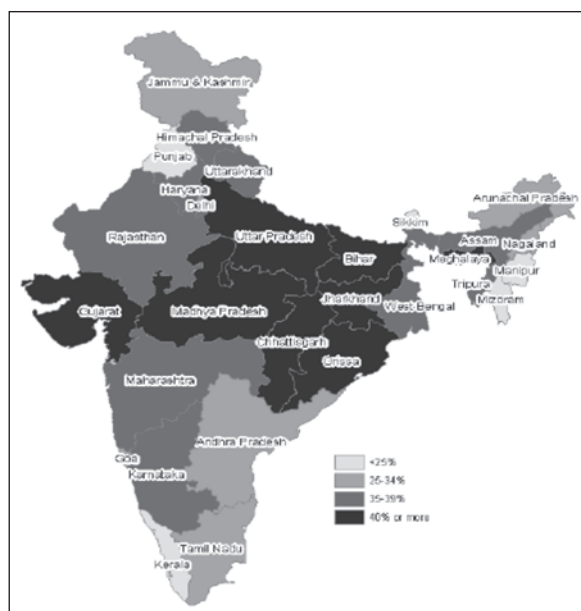 Jammu & Kashmir
Himachal Pradesh
Punjab
Uttarakhand
Haryana
Delhi
Arunachal Pradesh
Sikkim
Rajasthan
Uttar Pradesh
Assam
Nagaland
Bihar
Meghalaya
Manipur
Tripura
Mizoram
Gujarat
Madhya Pradesh
Jharkhand
West Bengal
Chhattisgarh
Orissa
Maharashtra
Andhra Pradesh
Goa
Karnataka
<25%
25-34%
35-39%
40% or more
Tamil Nadu
Kerala